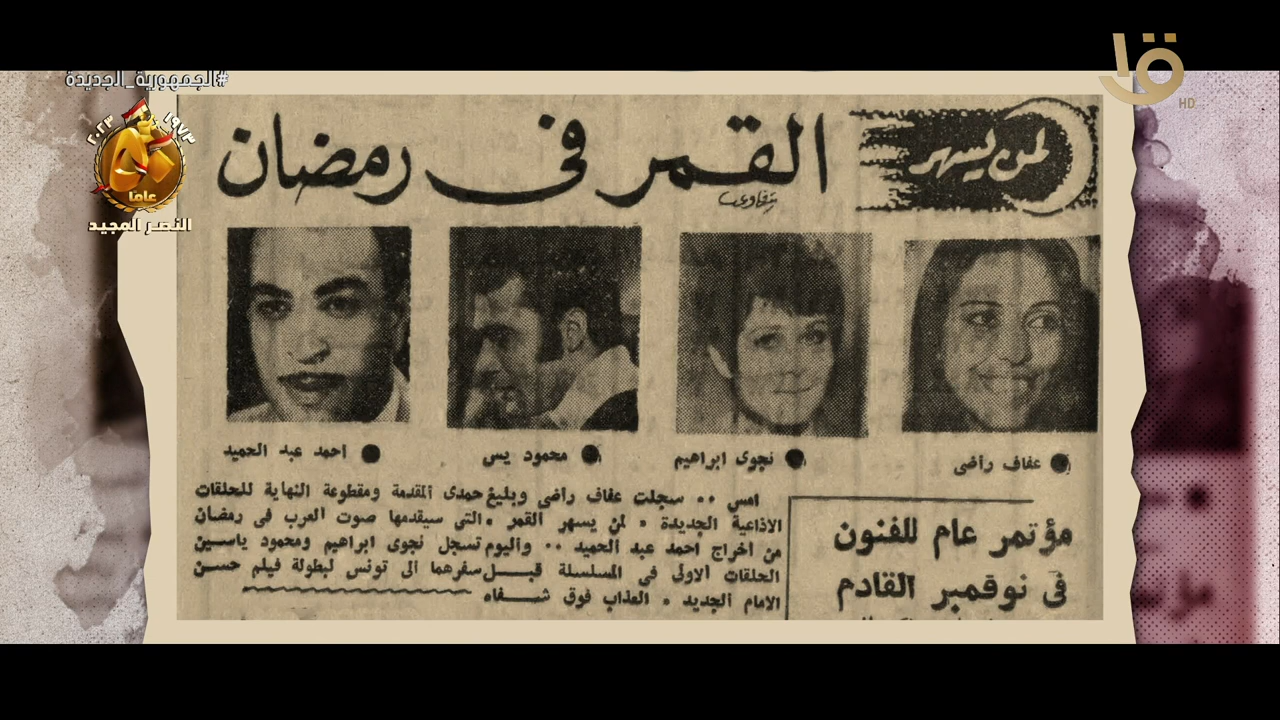 #الجمهورية_الجديدة
HD
١٩٧٣
٢٠٢٣
٥٠
عاما
النصر المجيد
لمن يسهر
القمر فى رمضان
عفاف راضى
نجوى ابراهيم
محمود يس
احمد عبد الحميد
امس .. سجلت عفاف راضى وبليغ
الاذاعية الجديدة « لمن يسهر القمر »
من اخراج احمد عبد الحميد .. واليوم
الحلقات الاولى فى المسلسلة قبل
الامام الجديد « العذاب فوق شفاه
حمدى المقدمة ومقطوعة النهاية للحلقات
التى سيقدمها صوت العرب فى رمضان
تسجل نجوى ابراهيم ومحمود ياسين
سفرهما الى تونس لبطولة فيلم حسن
مؤتمر عام للفنون
فى نوفمبر القادم